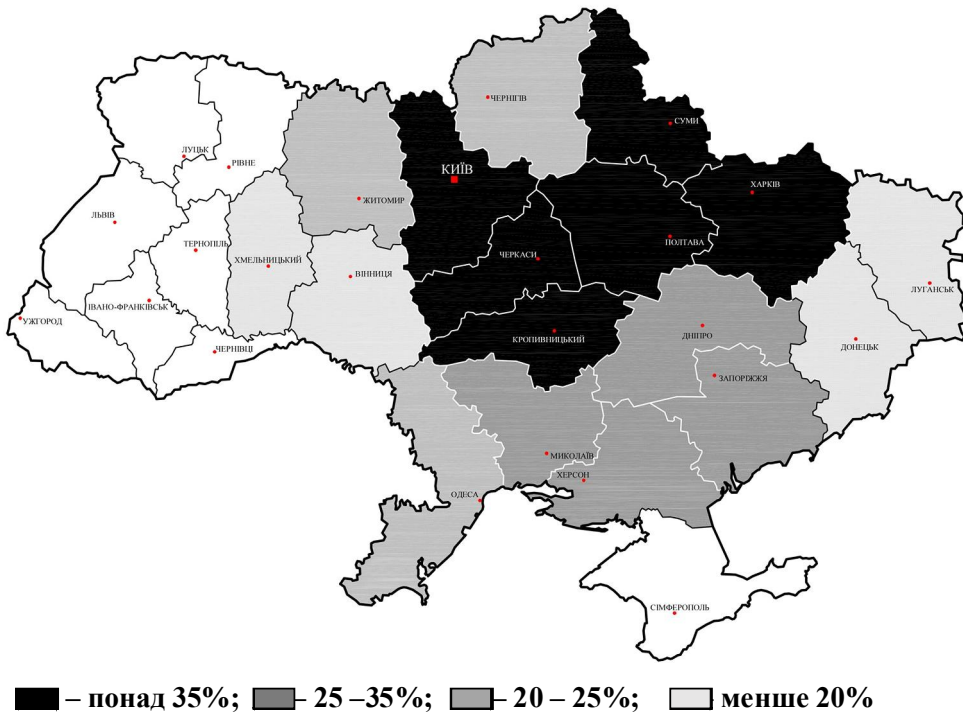 ЧЕРНІГІВ
СУМИ
ЛУЦЬК
РІВНЕ
КИЇВ
ЖИТОМИР
ХАРКІВ
ЛЬВІВ
ТЕРНОПІЛЬ
ХМЕЛЬНИЦЬКИЙ
ЧЕРКАСИ
ПОЛТАВА
ВІННИЦЯ
ЛУГАНСЬК
ІВАНО-ФРАНКІВСЬК
УЖГОРОД
КРОПИВНИЦЬКИЙ
ДНІПРО
ДОНЕЦЬК
ЧЕРНІВЦІ
ЗАПОРІЖЖЯ
МИКОЛАЇВ
ХЕРСОН
ОДЕСА
СІМФЕРОПОЛЬ
– понад 35%; – 25 –35%; – 20 – 25%; – менше 20%